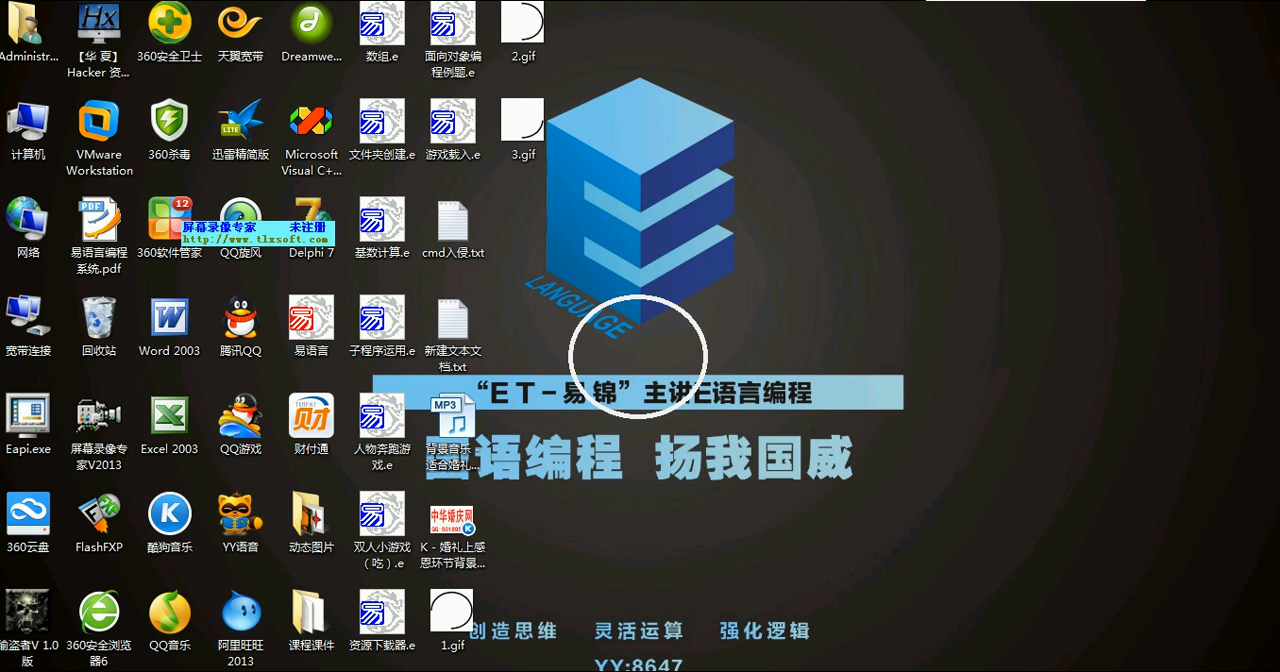 Administr...
【华 夏】
Hacker 资...
360安全卫士
天翼宽带
Dreamwe...
数组.e
面向对象编
程例题.e
2.gif
计算机
VMware
Workstation
360杀毒
LITE
迅雷精简版
Microsoft
Visual C+...
文件夹创建.e
游戏载入.e
3.gif
网络
PDF
易语言编程
系统.pdf
12
360软件管家
屏幕录像专家 未注册
http://www.tlxsoft.com
QQ旋风
Delphi 7
基数计算.e
cmd入侵.txt
LANGUAGE
宽带连接
回收站
Word 2003
腾讯QQ
易语言
子程序运用.e
新建文本文
档.txt
“ET－易锦”主讲E语言编程
Eapi.exe
屏幕录像专
家V2013
Excel 2003
QQ游戏
TENPAY
财
财付通
人物奔跑游
戏.e
MP3
背景音乐
适合婚礼...
国语编程 扬我国威
360云盘
FlashFXP
酷狗音乐
YY语音
动态图片
双人小游戏
（吃）.e
中华婚庆网
K - 婚礼上感
恩环节背景...
偷盗者V 1.0
版
360安全浏览
器6
QQ音乐
阿里旺旺
2013
课程课件
资源下载器.e
1.gif
创造思维 灵活运算 强化逻辑
YY:8647